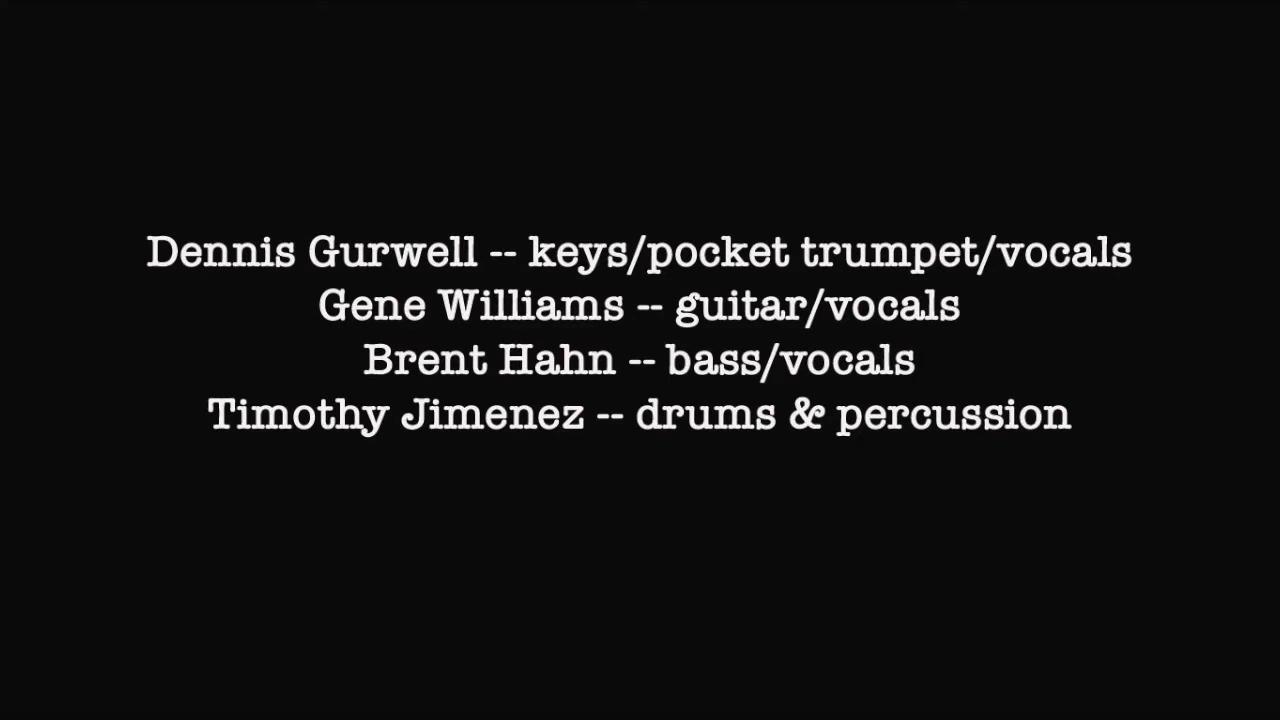 Dennis Gurwell -- keys/pocket trumpet/vocals
Gene Williams -- guitar/vocals
Brent Hahn -- bass/vocals
Timothy Jimenez -- drums & percussion